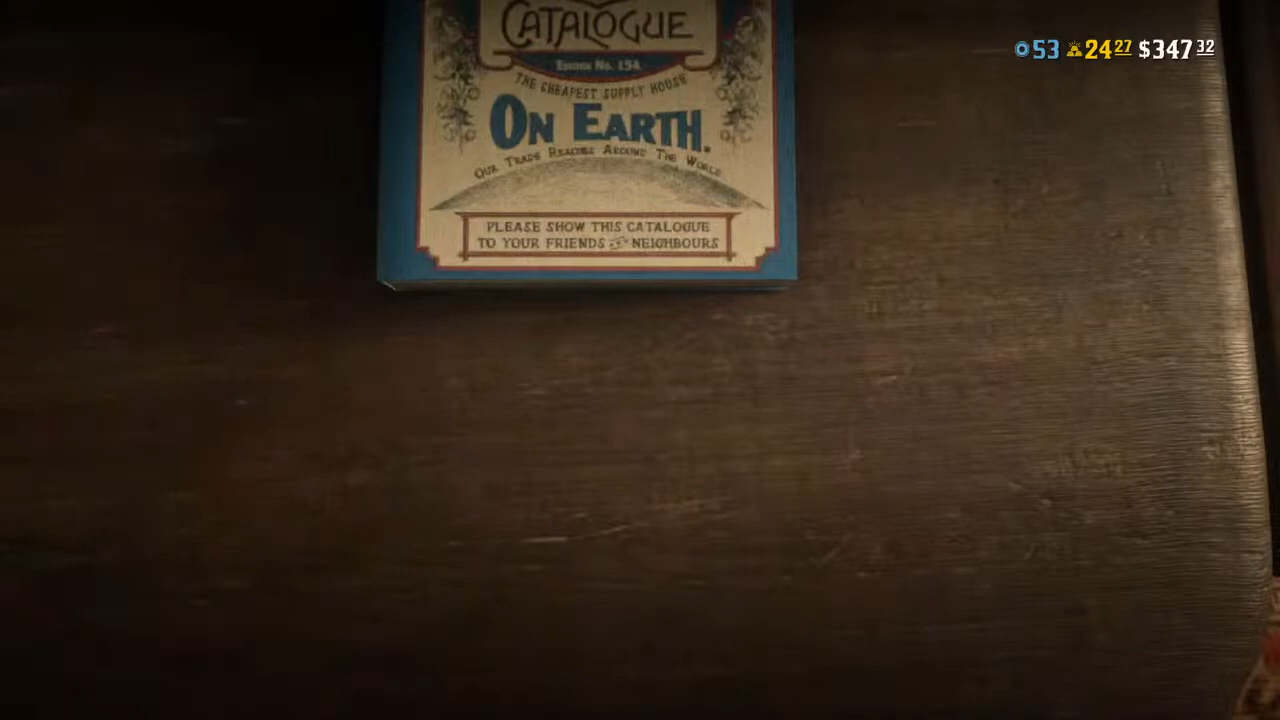 CATALOGUE
EDITION No. 154.
THE CHEAPEST SUPPLY HOUSE
ON EARTH.
OUR TRADE REACHES AROUND THE WORLD
PLEASE SHOW THIS CATALOGUE
TO YOUR FRIENDS AND NEIGHBOURS
53 24 27 $347 32